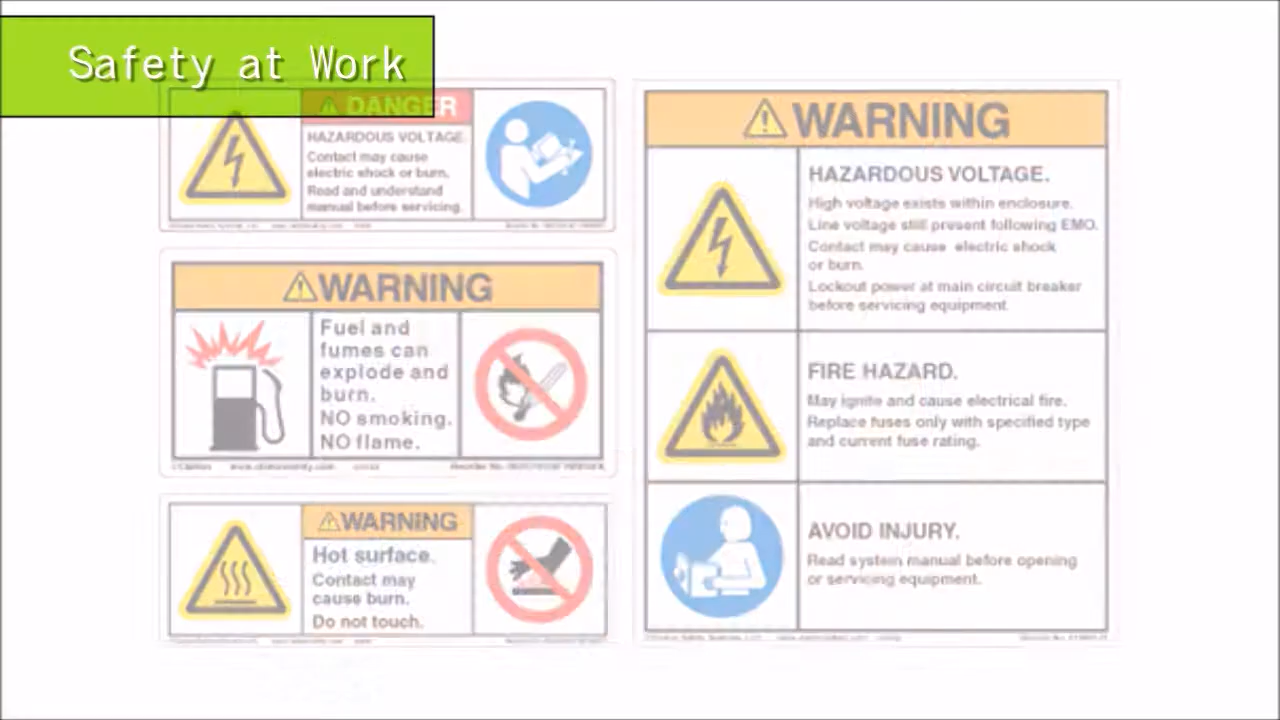 Safety at Work
DANGER
HAZARDOUS VOLTAGE.
Contact may cause
electric shock or burn.
Read and understand
manual before servicing.
WARNING
Fuel and
fumes can
explode and
burn.
NO smoking.
NO flame.
WARNING
Hot surface.
Contact may
cause burn.
Do not touch.
WARNING
HAZARDOUS VOLTAGE.
High voltage exists within enclosure.
Line voltage still present following EMO.
Contact may cause electric shock
or burn.
Lockout power at main circuit breaker
before servicing equipment.
FIRE HAZARD.
May ignite and cause electrical fire.
Replace fuses only with specified type
and current fuse rating.
AVOID INJURY.
Read system manual before opening
or servicing equipment.